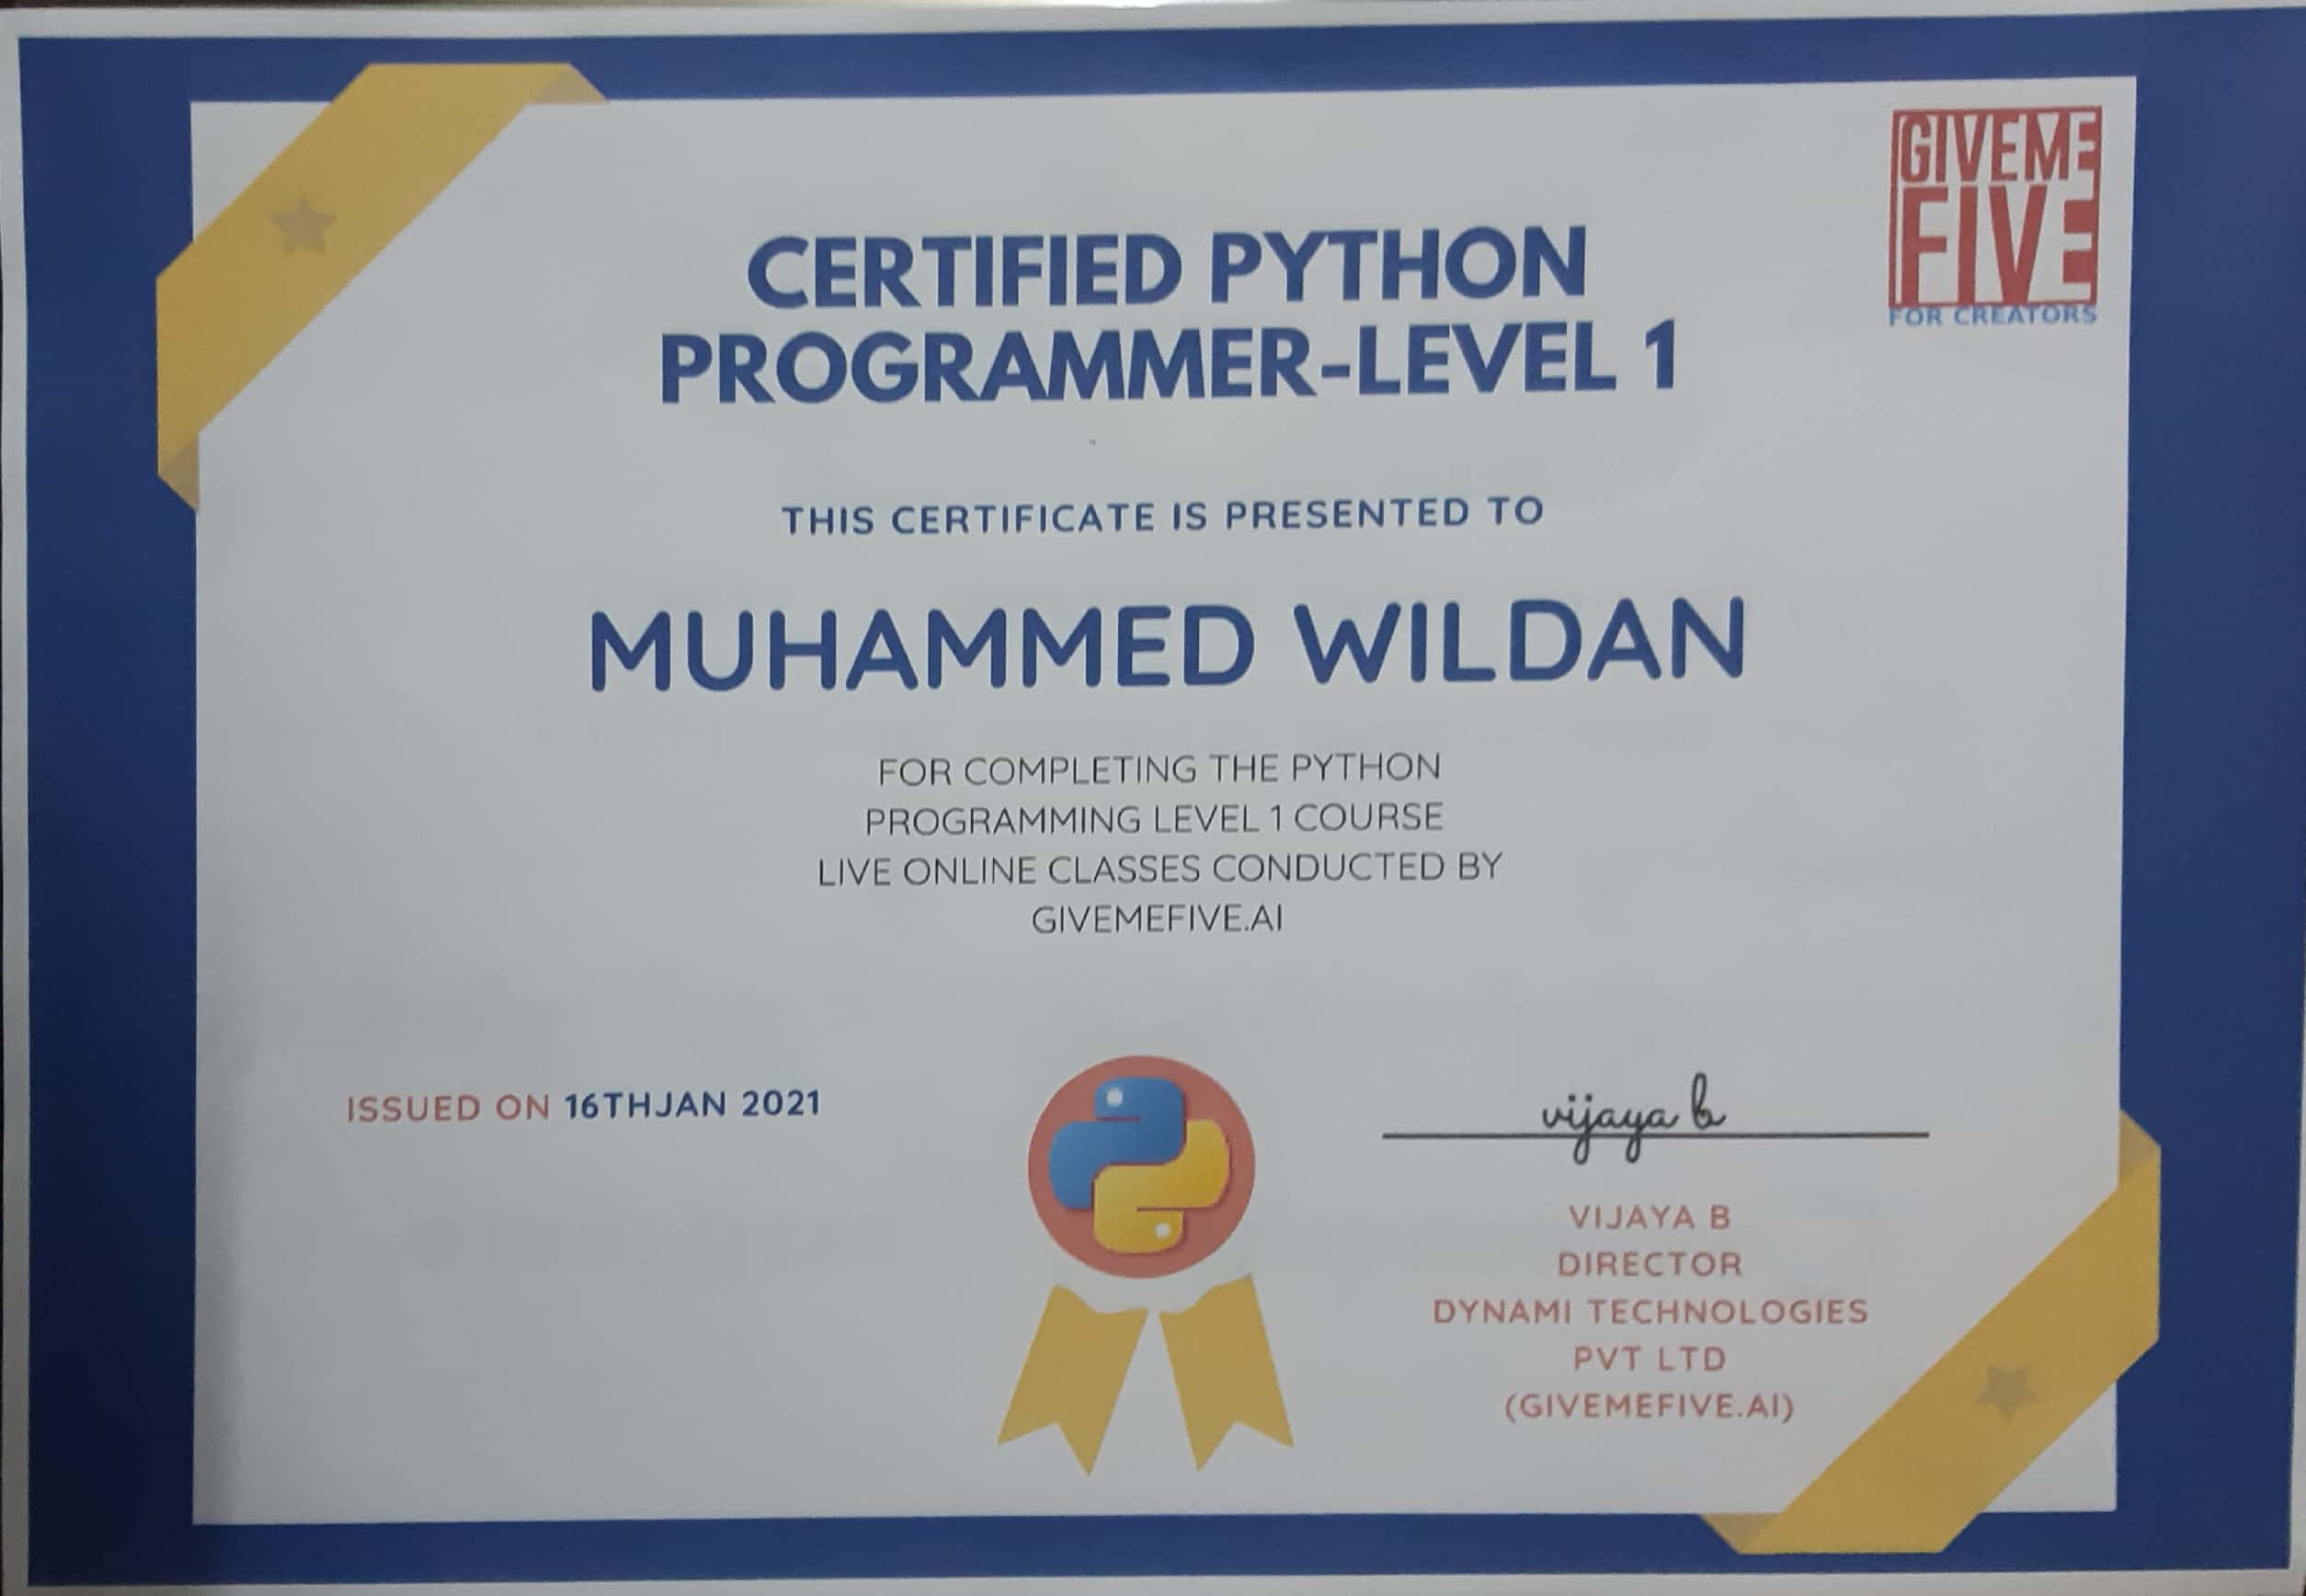 GIVEME
FIVE
FOR CREATORS
CERTIFIED PYTHON
PROGRAMMER-LEVEL 1
THIS CERTIFICATE IS PRESENTED TO
MUHAMMED WILDAN
FOR COMPLETING THE PYTHON
PROGRAMMING LEVEL 1 COURSE
LIVE ONLINE CLASSES CONDUCTED BY
GIVEMEFIVE.AI
ISSUED ON 16THJAN 2021
vijaya b
VIJAYA B
DIRECTOR
DYNAMI TECHNOLOGIES
PVT LTD
(GIVEMEFIVE.AI)